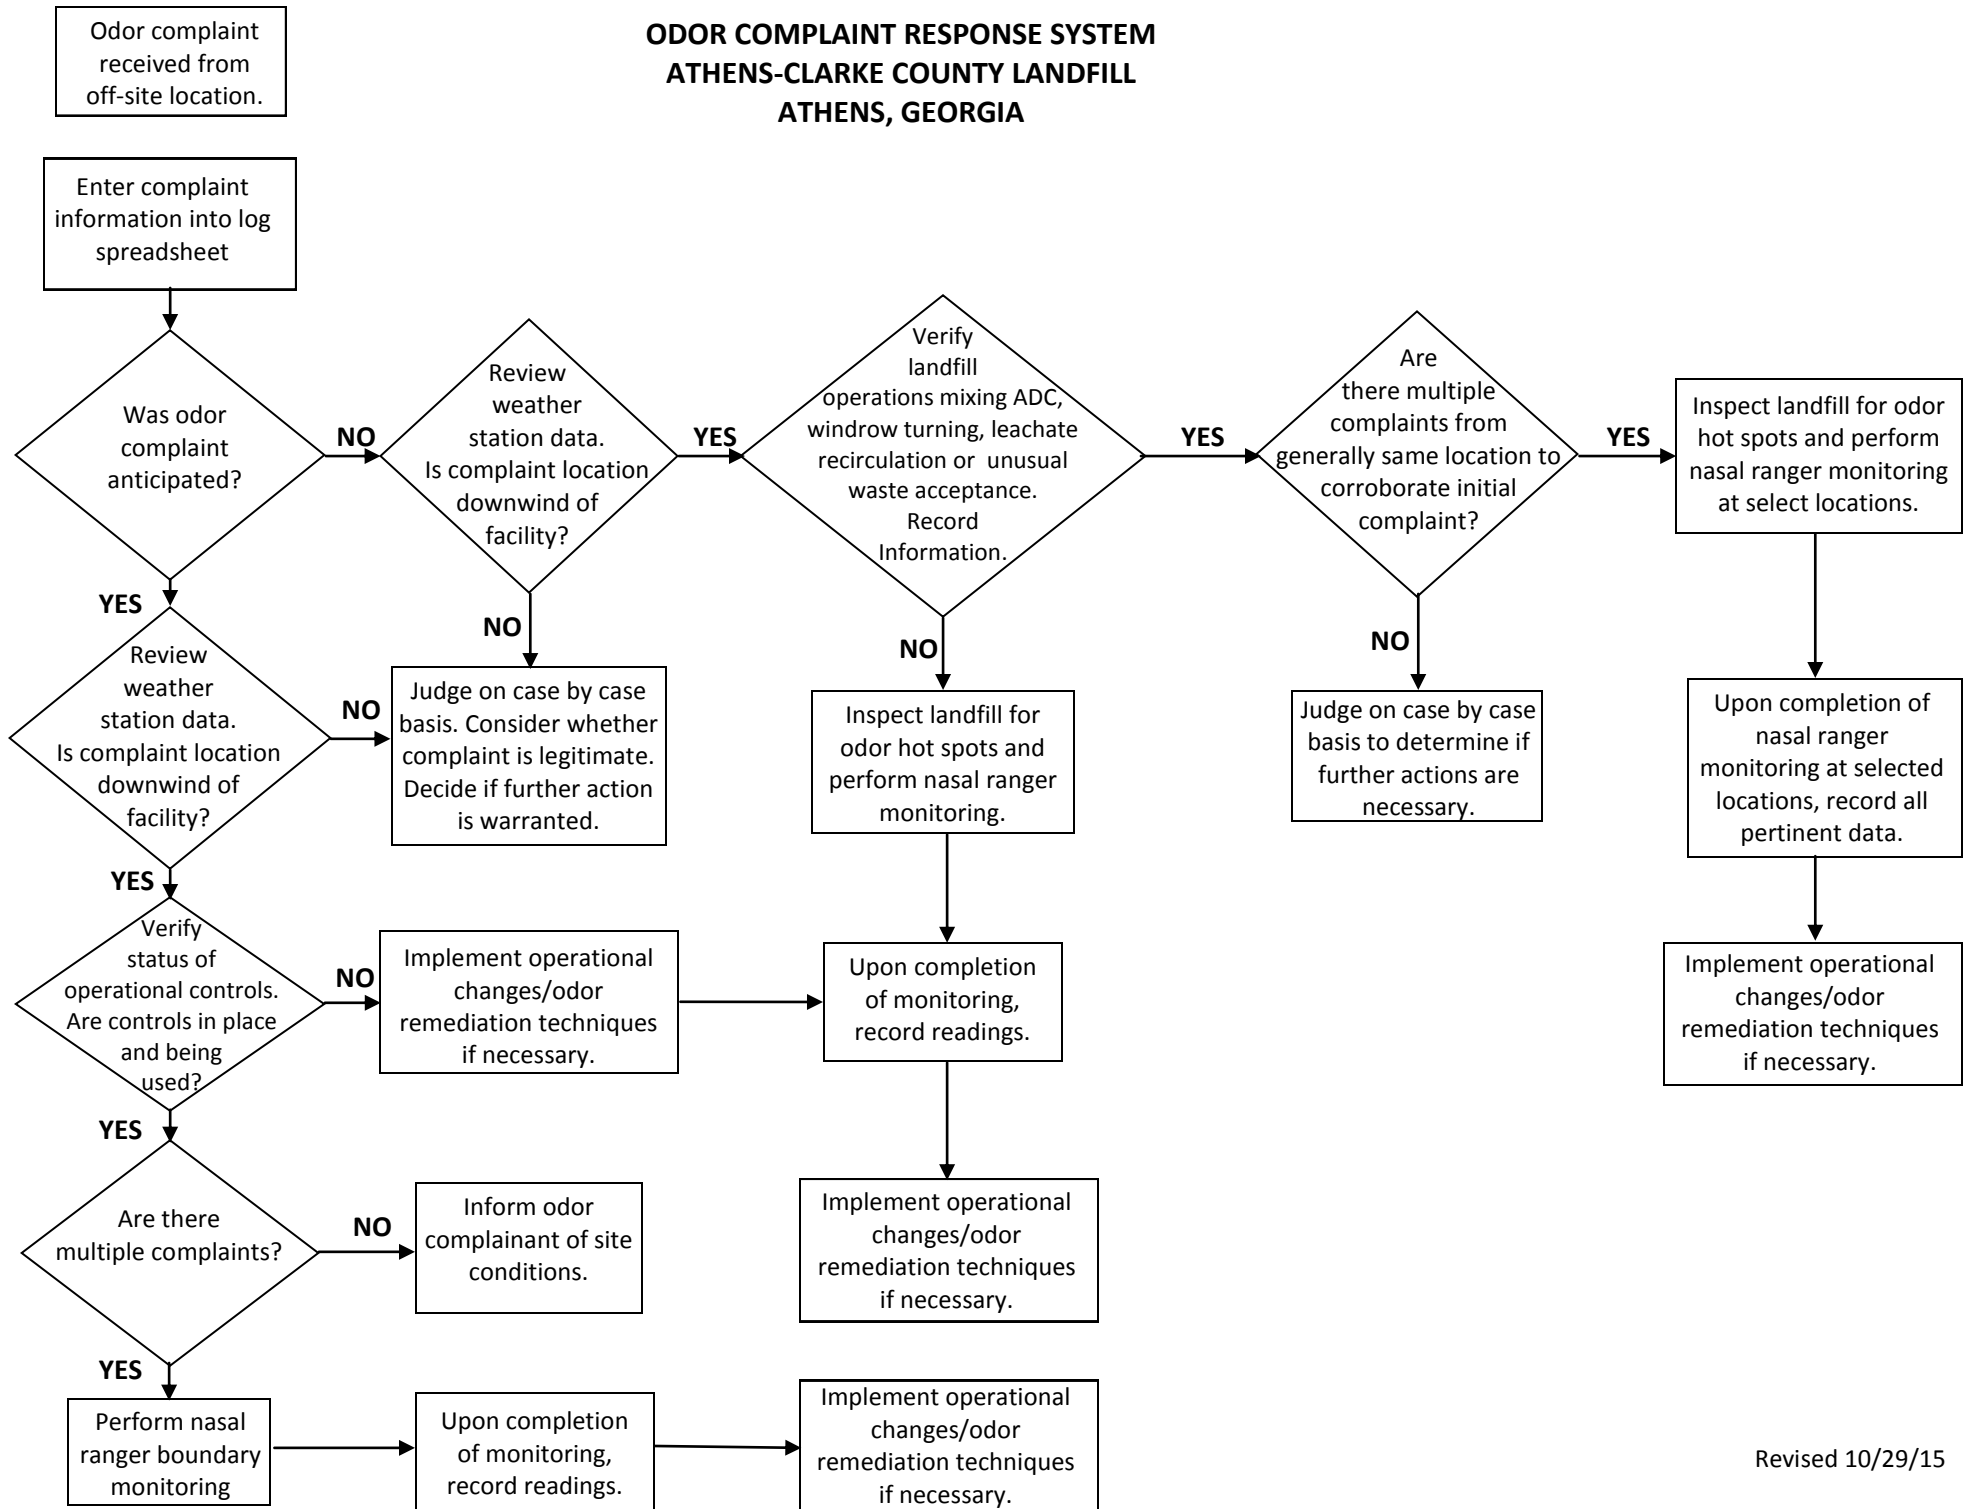 Odor complaint
received from
off-site location.
ODOR COMPLAINT RESPONSE SYSTEM
ATHENS-CLARKE COUNTY LANDFILL
ATHENS, GEORGIA
Enter complaint
information into log
spreadsheet
Was odor
complaint
anticipated?
NO
Review
weather
station data.
Is complaint location
downwind of
facility?
YES
Verify
landfill
operations mixing ADC,
windrow turning, leachate
recirculation or unusual
waste acceptance.
Record
Information.
YES
Are
there multiple
complaints from
generally same location to
corroborate initial
complaint?
YES
Inspect landfill for odor
hot spots and perform
nasal ranger monitoring
at select locations.
YES
NO
NO
NO
Review
weather
station data.
Is complaint location
downwind of
facility?
NO
Judge on case by case
basis. Consider whether
complaint is legitimate.
Decide if further action
is warranted.
Inspect landfill for
odor hot spots and
perform nasal ranger
monitoring.
Judge on case by case
basis to determine if
further actions are
necessary.
Upon completion of
nasal ranger
monitoring at selected
locations, record all
pertinent data.
YES
Verify
status of
operational controls.
Are controls in place
and being
used?
NO
Implement operational
changes/odor
remediation techniques
if necessary.
Upon completion
of monitoring,
record readings.
Implement operational
changes/odor
remediation techniques
if necessary.
YES
Are there
multiple complaints?
NO
Inform odor
complainant of site
conditions.
Implement operational
changes/odor
remediation techniques
if necessary.
YES
Perform nasal
ranger boundary
monitoring
Upon completion
of monitoring,
record readings.
Implement operational
changes/odor
remediation techniques
if necessary.
Revised 10/29/15